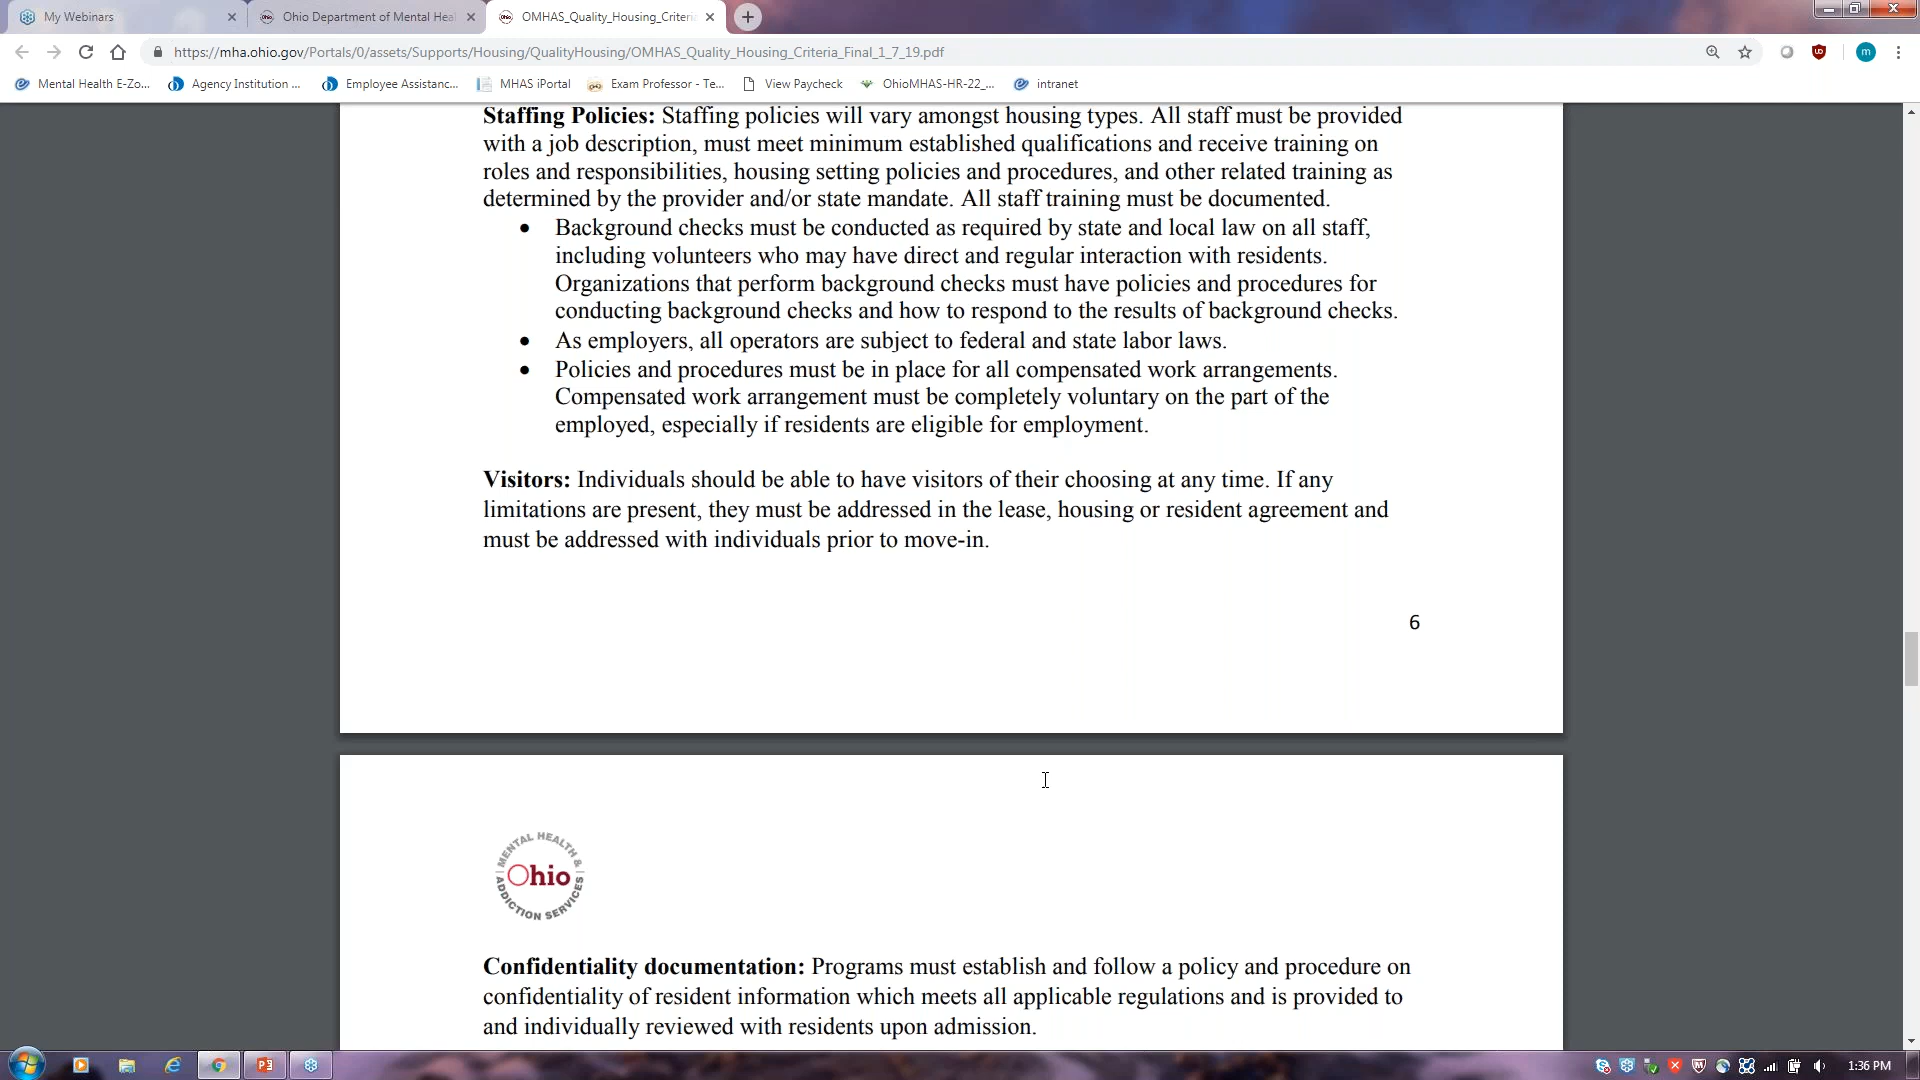 My Webinars
Ohio Department of Mental Heal
OMHAS_Quality_Housing_Criteria
https://mha.ohio.gov/Portals/0/assets/Supports/Housing/QualityHousing/OMHAS_Quality_Housing_Criteria_Final_1_7_19.pdf
m
Mental Health E-Zo...
Agency Institution ...
Employee Assistanc...
MHAS iPortal
Exam Professor - Te...
View Paycheck
OhioMHAS-HR-22_...
intranet
Staffing Policies: Staffing policies will vary amongst housing types. All staff must be provided
with a job description, must meet minimum established qualifications and receive training on
roles and responsibilities, housing setting policies and procedures, and other related training as
determined by the provider and/or state mandate. All staff training must be documented.
• Background checks must be conducted as required by state and local law on all staff,
including volunteers who may have direct and regular interaction with residents.
Organizations that perform background checks must have policies and procedures for
conducting background checks and how to respond to the results of background checks.
• As employers, all operators are subject to federal and state labor laws.
• Policies and procedures must be in place for all compensated work arrangements.
Compensated work arrangement must be completely voluntary on the part of the
employed, especially if residents are eligible for employment.
Visitors: Individuals should be able to have visitors of their choosing at any time. If any
limitations are present, they must be addressed in the lease, housing or resident agreement and
must be addressed with individuals prior to move-in.
6
MENTAL HEALTH &
Ohio
ADDICTION SERVICES
Confidentiality documentation: Programs must establish and follow a policy and procedure on
confidentiality of resident information which meets all applicable regulations and is provided to
and individually reviewed with residents upon admission.
1:36 PM